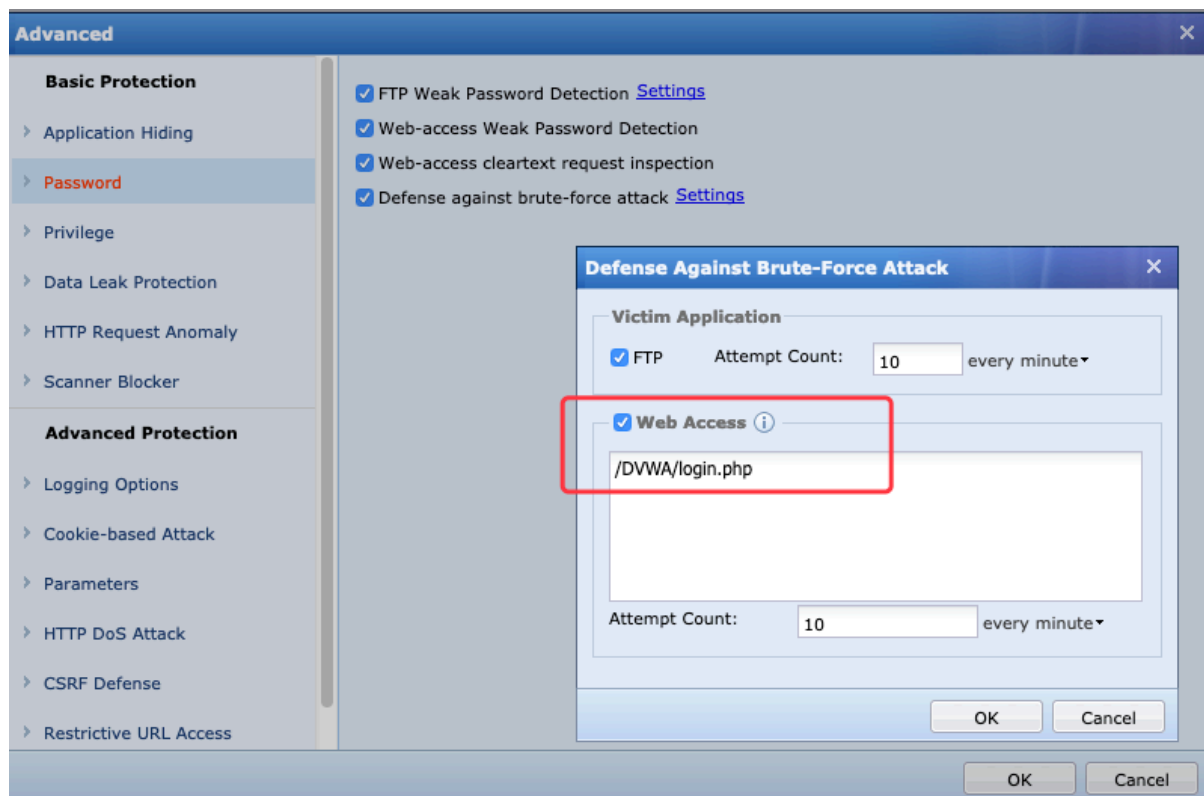 Advanced
Basic Protection
Application Hiding
Password
Privilege
Data Leak Protection
HTTP Request Anomaly
Scanner Blocker
Advanced Protection
Logging Options
Cookie-based Attack
Parameters
HTTP DoS Attack
CSRF Defense
Restrictive URL Access
FTP Weak Password Detection Settings
Web-access Weak Password Detection
Web-access cleartext request inspection
Defense against brute-force attack Settings
Defense Against Brute-Force Attack
Victim Application
FTP Attempt Count: 10 every minute
Web Access
/DVWA/login.php
Attempt Count: 10 every minute
OK Cancel
OK Cancel